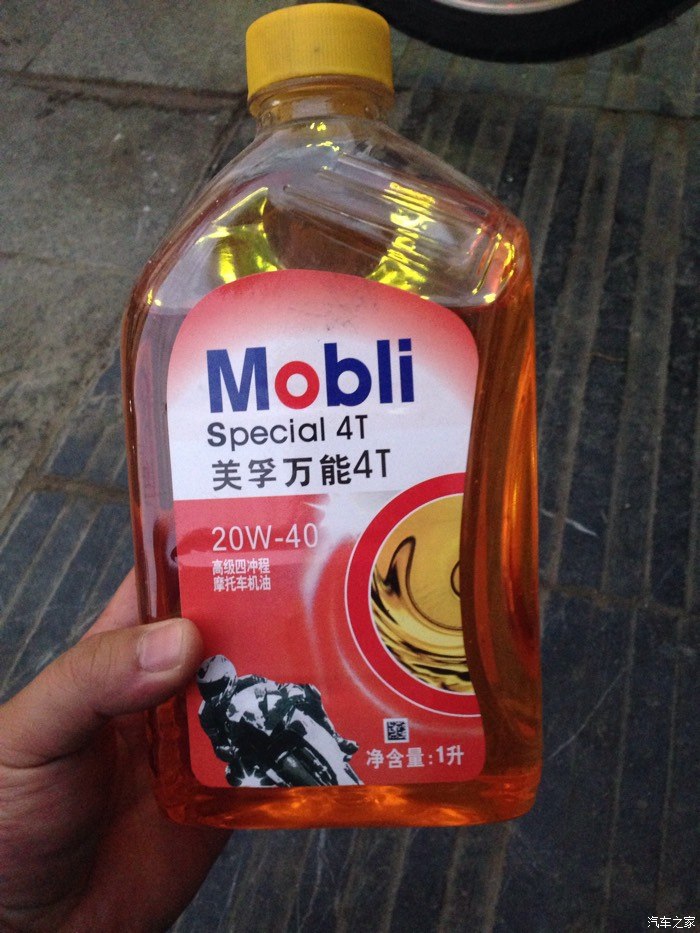 Mobli
Special 4T
美孚万能4T
20W-40
高级四冲程
摩托车机油
净含量:1升
汽车之家